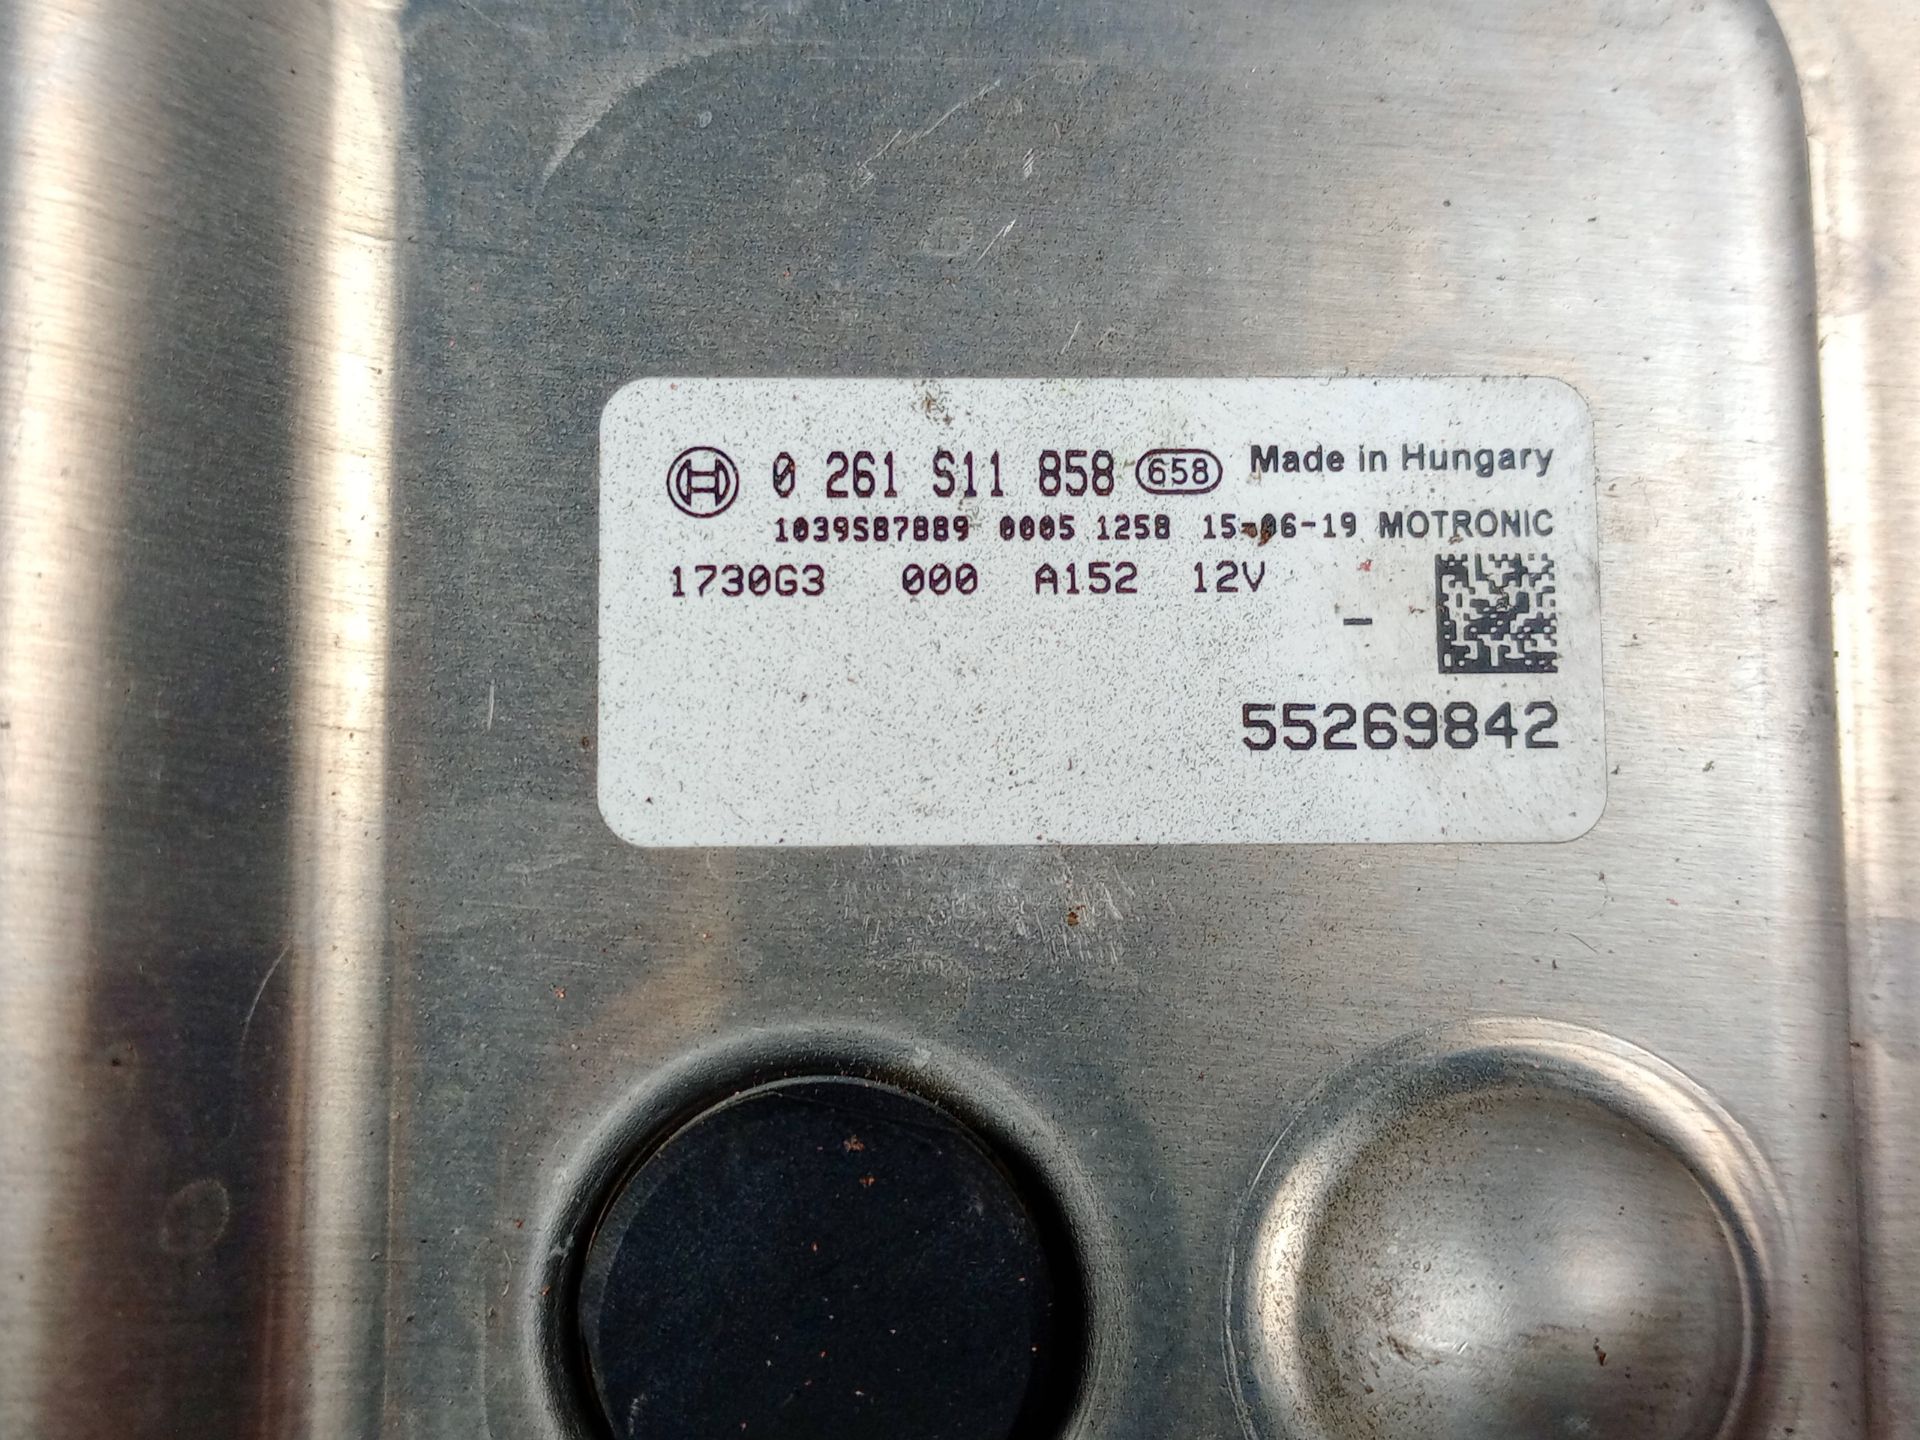 0 261 S11 858 658 Made in Hungary
1039S87889 0005 1258 15-06-19 MOTRONIC
1730G3 000 A152 12V
-
55269842